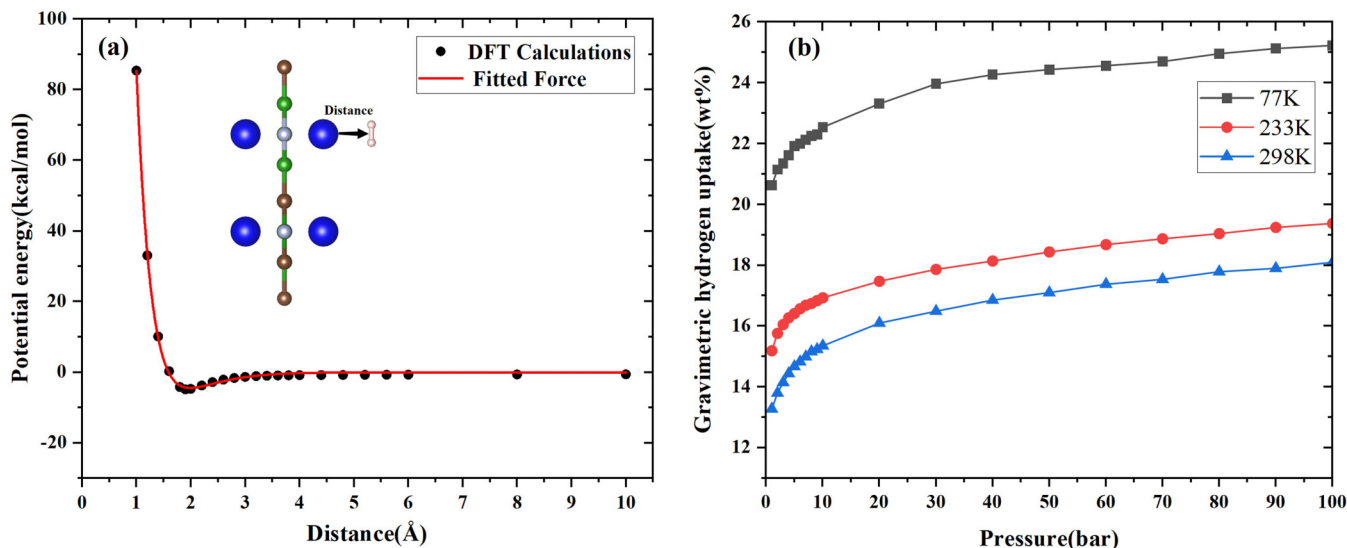 (a)
DFT Calculations
Fitted Force
Distance
100
80
60
40
20
0
-20
Potential energy(kcal/mol)
0 1 2 3 4 5 6 7 8 9 10
Distance(Å)
(b)
77K
233K
298K
26
24
22
20
18
16
14
12
Gravimetric hydrogen uptake(wt%)
0 10 20 30 40 50 60 70 80 90 100
Pressure(bar)